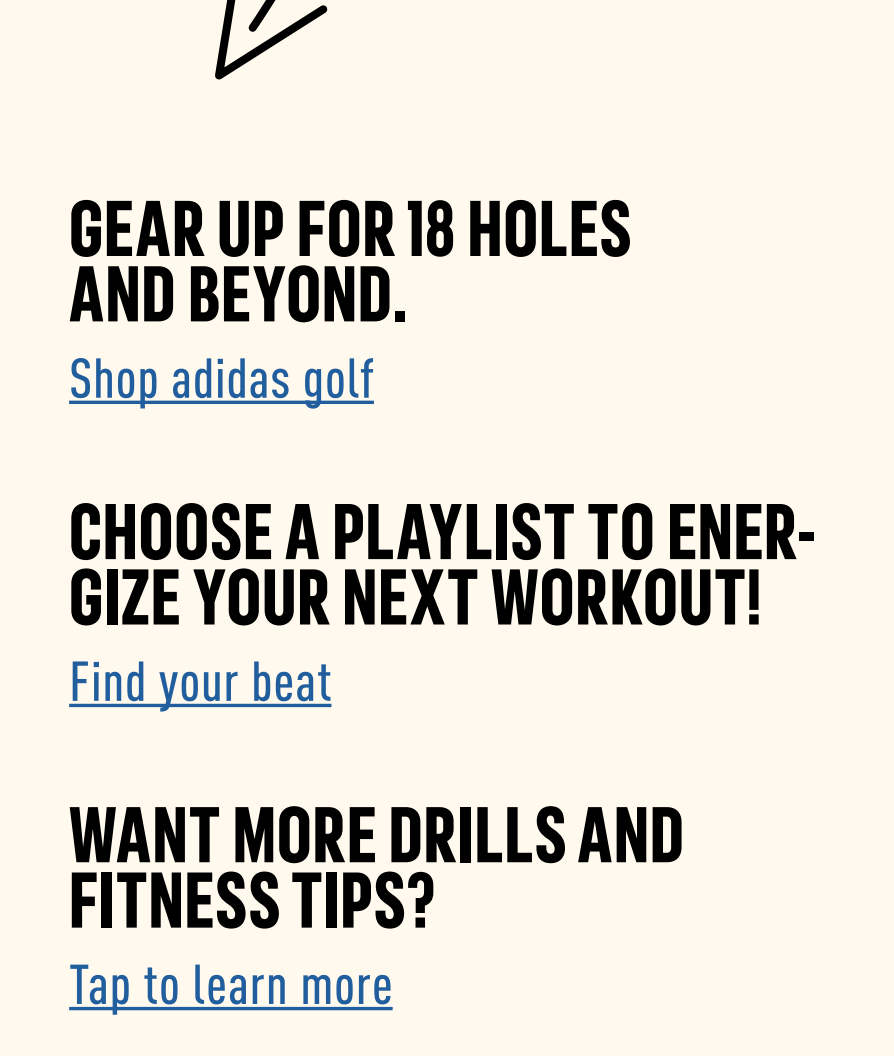 GEAR UP FOR 18 HOLES
AND BEYOND.
Shop adidas golf
CHOOSE A PLAYLIST TO ENER-
GIZE YOUR NEXT WORKOUT!
Find your beat
WANT MORE DRILLS AND
FITNESS TIPS?
Tap to learn more